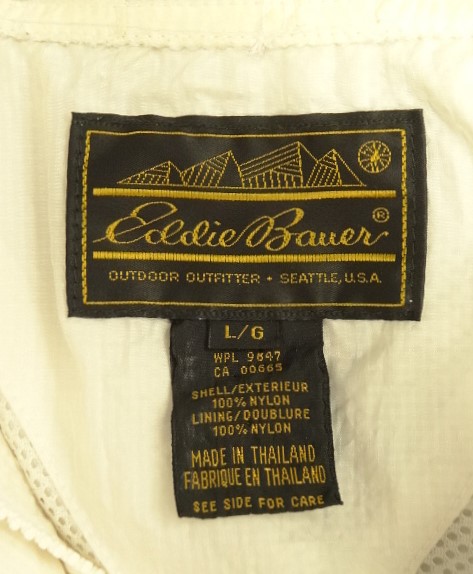 Eddie Bauer®
OUTDOOR OUTFITTER • SEATTLE, U.S.A.
L/G
WPL 9847
CA 00665
SHELL/EXTERIEUR
100% NYLON
LINING/DOUBLURE
100% NYLON
MADE IN THAILAND
FABRIQUE EN THAILAND
SEE SIDE FOR CARE